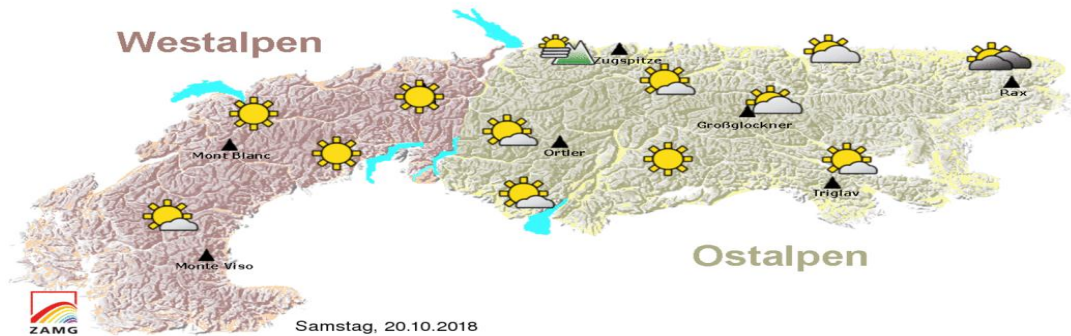 Westalpen
Zugspitze
Rax
Großglockner
Mont Blanc
Ortler
Triglav
Monte Viso
Ostalpen
ZAMG
Samstag, 20.10.2018